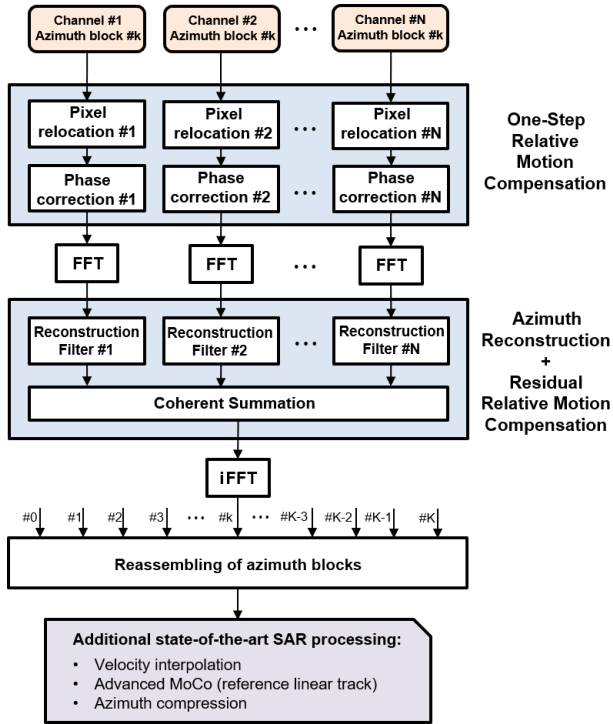 Channel #1
Azimuth block #k
Channel #2
Azimuth block #k
...
Channel #N
Azimuth block #k
Pixel
relocation #1
Pixel
relocation #2
...
Pixel
relocation #N
One-Step
Relative
Motion
Compensation
Phase
correction #1
Phase
correction #2
...
Phase
correction #N
FFT
FFT
...
FFT
Reconstruction
Filter #1
Reconstruction
Filter #2
...
Reconstruction
Filter #N
Azimuth
Reconstruction
+
Residual
Relative Motion
Compensation
Coherent Summation
iFFT
#0 #1 #2 #3 ... #k ... #K-3 #K-2 #K-1 #K
Reassembling of azimuth blocks
Additional state-of-the-art SAR processing:
• Velocity interpolation
• Advanced MoCo (reference linear track)
• Azimuth compression